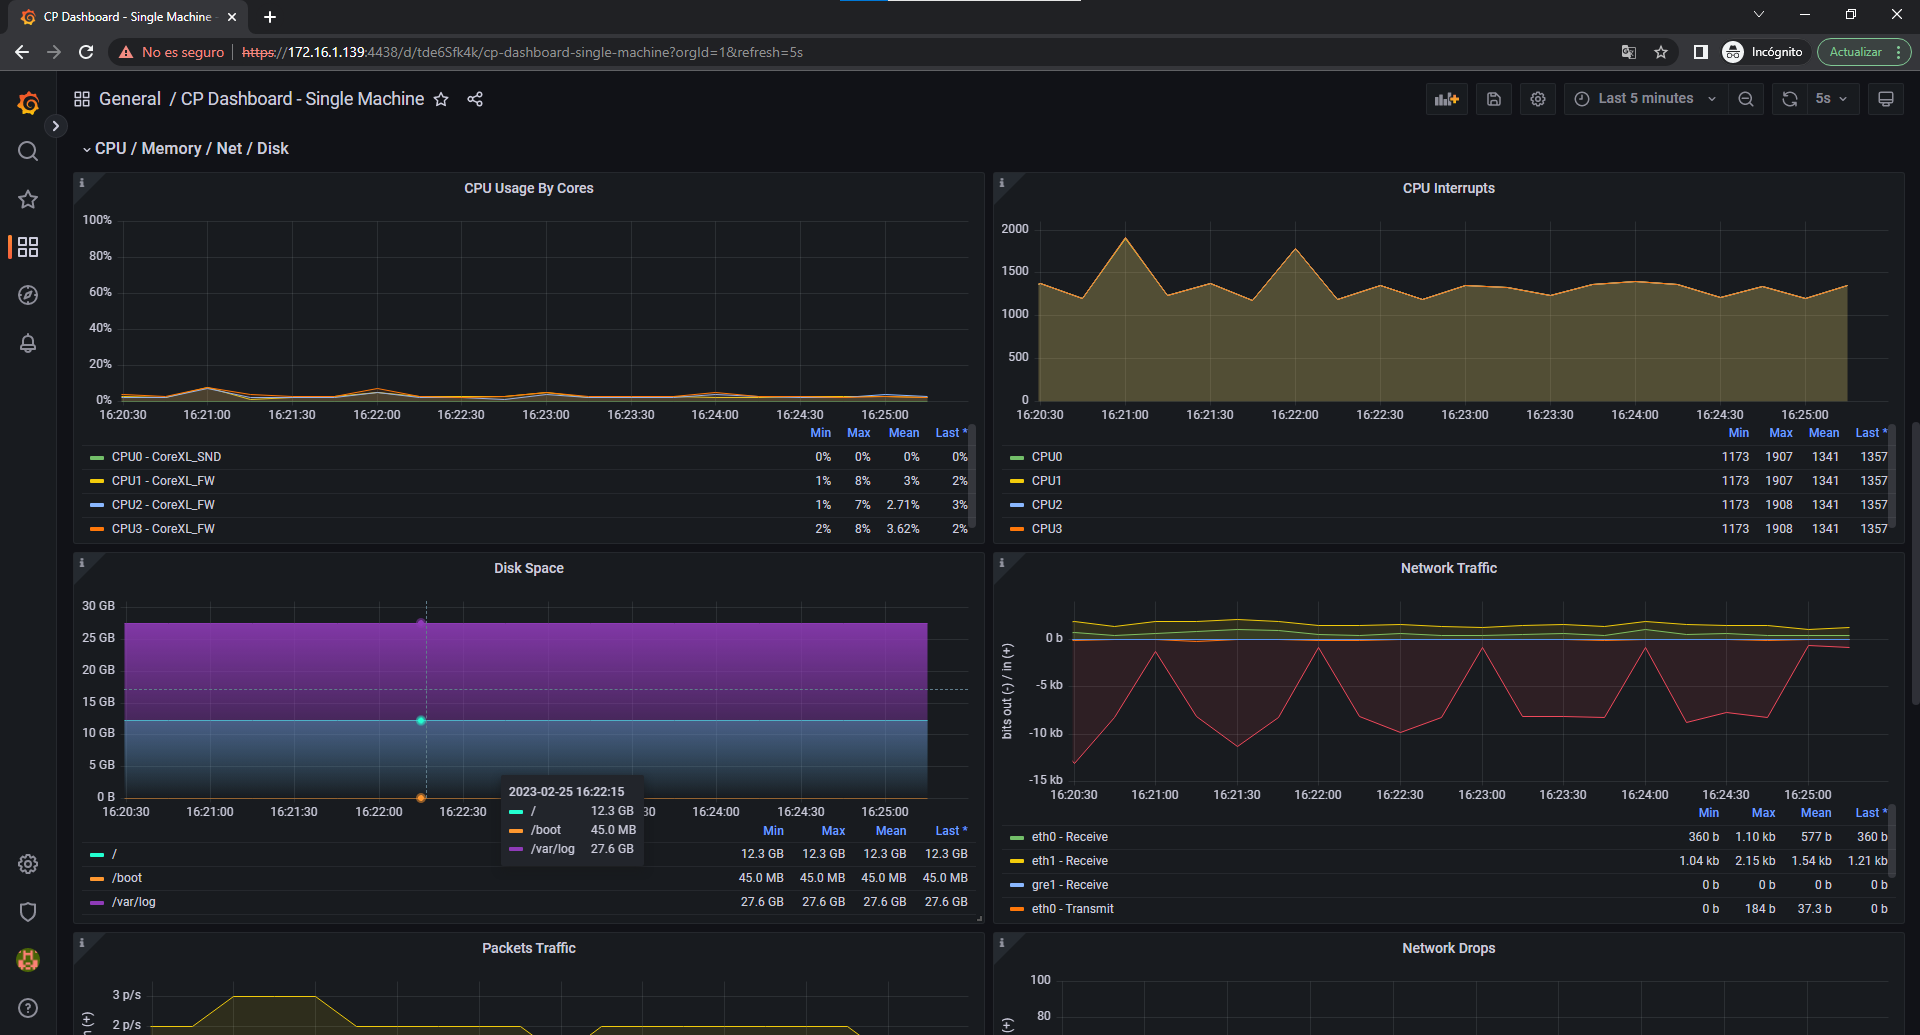 CP Dashboard - Single Machine -
No es seguro
https://172.16.1.139:4438/d/tde6Sfk4k/cp-dashboard-single-machine?orgId=1&refresh=5s
Incógnito
Actualizar
General / CP Dashboard - Single Machine
Last 5 minutes
5s
CPU / Memory / Net / Disk
CPU Usage By Cores
100%
80%
60%
40%
20%
0%
16:20:30 16:21:00 16:21:30 16:22:00 16:22:30 16:23:00 16:23:30 16:24:00 16:24:30 16:25:00
Min Max Mean Last *
CPU0 - CoreXL_SND 0% 0% 0% 0%
CPU1 - CoreXL_FW 1% 8% 3% 2%
CPU2 - CoreXL_FW 1% 7% 2.71% 3%
CPU3 - CoreXL_FW 2% 8% 3.62% 2%
CPU Interrupts
2000
1500
1000
500
0
16:20:30 16:21:00 16:21:30 16:22:00 16:22:30 16:23:00 16:23:30 16:24:00 16:24:30 16:25:00
Min Max Mean Last *
CPU0 1173 1907 1341 1357
CPU1 1173 1907 1341 1357
CPU2 1173 1908 1341 1357
CPU3 1173 1908 1341 1357
Disk Space
30 GB
25 GB
20 GB
15 GB
10 GB
5 GB
0 B
16:20:30 16:21:00 16:21:30 16:22:00 16:22:30 30 16:24:00 16:24:30 16:25:00
2023-02-25 16:22:15
/ 12.3 GB
/boot 45.0 MB
/var/log 27.6 GB
Min Max Mean Last *
/ 12.3 GB 12.3 GB 12.3 GB 12.3 GB
/boot 45.0 MB 45.0 MB 45.0 MB 45.0 MB
/var/log 27.6 GB 27.6 GB 27.6 GB 27.6 GB
Network Traffic
bits out (-) / in (+)
0 b
-5 kb
-10 kb
-15 kb
16:20:30 16:21:00 16:21:30 16:22:00 16:22:30 16:23:00 16:23:30 16:24:00 16:24:30 16:25:00
Min Max Mean Last *
eth0 - Receive 360 b 1.10 kb 577 b 360 b
eth1 - Receive 1.04 kb 2.15 kb 1.54 kb 1.21 kb
gre1 - Receive 0 b 0 b 0 b 0 b
eth0 - Transmit 0 b 184 b 37.3 b 0 b
Packets Traffic
3 p/s
2 p/s
n (+)
Network Drops
100
80
(+)